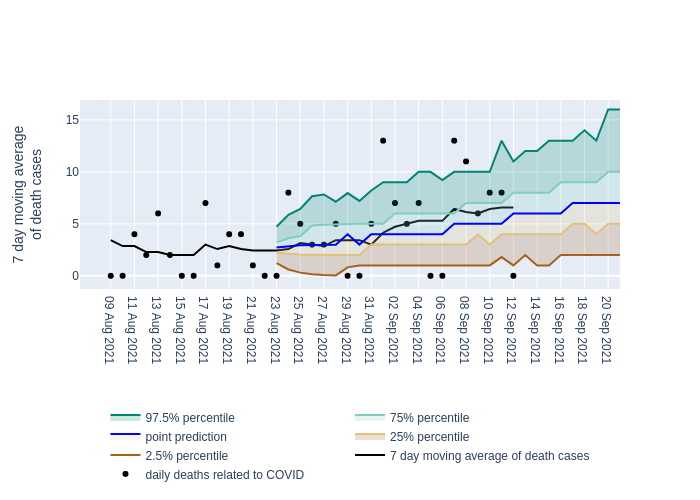 7 day moving average
of death cases
15
10
5
0
09 Aug 2021
11 Aug 2021
13 Aug 2021
15 Aug 2021
17 Aug 2021
19 Aug 2021
21 Aug 2021
23 Aug 2021
25 Aug 2021
27 Aug 2021
29 Aug 2021
31 Aug 2021
02 Sep 2021
04 Sep 2021
06 Sep 2021
08 Sep 2021
10 Sep 2021
12 Sep 2021
14 Sep 2021
16 Sep 2021
18 Sep 2021
20 Sep 2021
97.5% percentile
75% percentile
point prediction
25% percentile
2.5% percentile
7 day moving average of death cases
daily deaths related to COVID